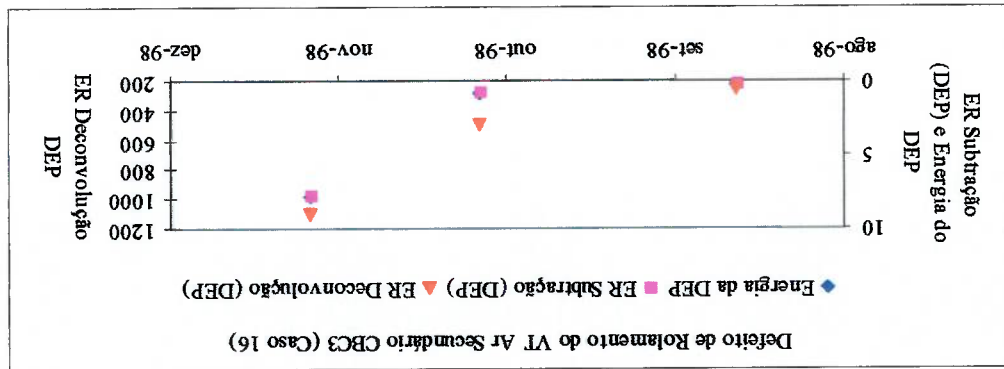 Defeito de Rolamento do VT Ar Secundário CBC3 (Caso 16)
Energia da DEP ER Subtração (DEP) ER Deconvolução (DEP)
ER Subtração
(DEP) e Energia do
DEP
10
5
0
1200
1000
800
600
400
200
ER Deconvolução
DEP
ago-98 set-98 out-98 nov-98 dez-98